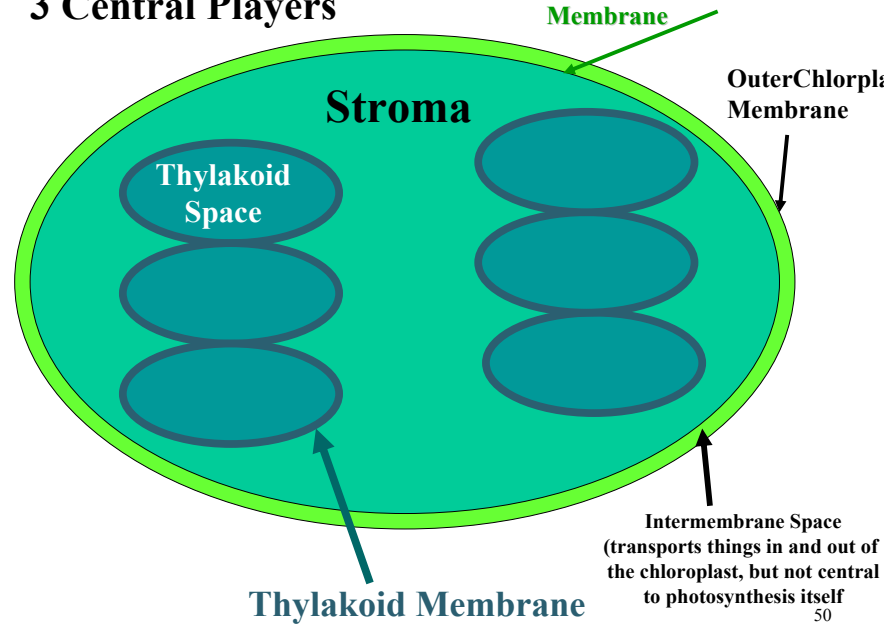 3 Central Players
Membrane
OuterChlorpla
Membrane
Stroma
Thylakoid
Space
Intermembrane Space
(transports things in and out of
the chloroplast, but not central
to photosynthesis itself
Thylakoid Membrane
50